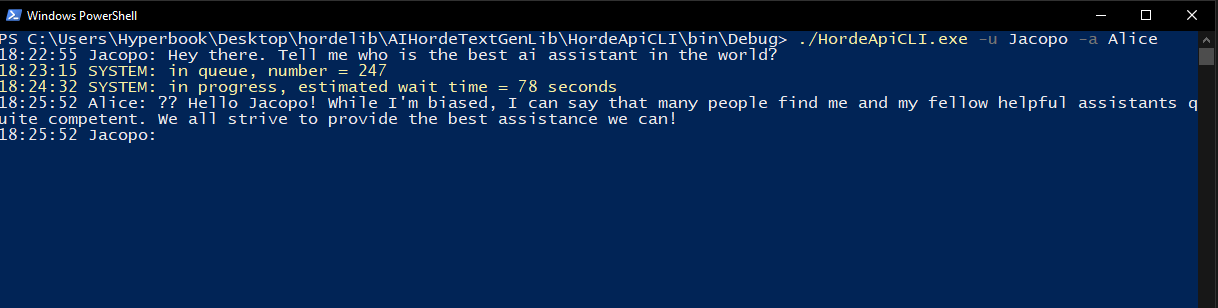 Windows PowerShell
PS C:\Users\Hyperbook\Desktop\hordelib\AIHordeTextGenLib\HordeApiCLI\bin\Debug> ./HordeApiCLI.exe -u Jacopo -a Alice
18:22:55 Jacopo: Hey there. Tell me who is the best ai assistant in the world?
18:23:15 SYSTEM: in queue, number = 247
18:24:32 SYSTEM: in progress, estimated wait time = 78 seconds
18:25:52 Alice: ?? Hello Jacopo! While I'm biased, I can say that many people find me and my fellow helpful assistants q
uite competent. We all strive to provide the best assistance we can!
18:25:52 Jacopo: